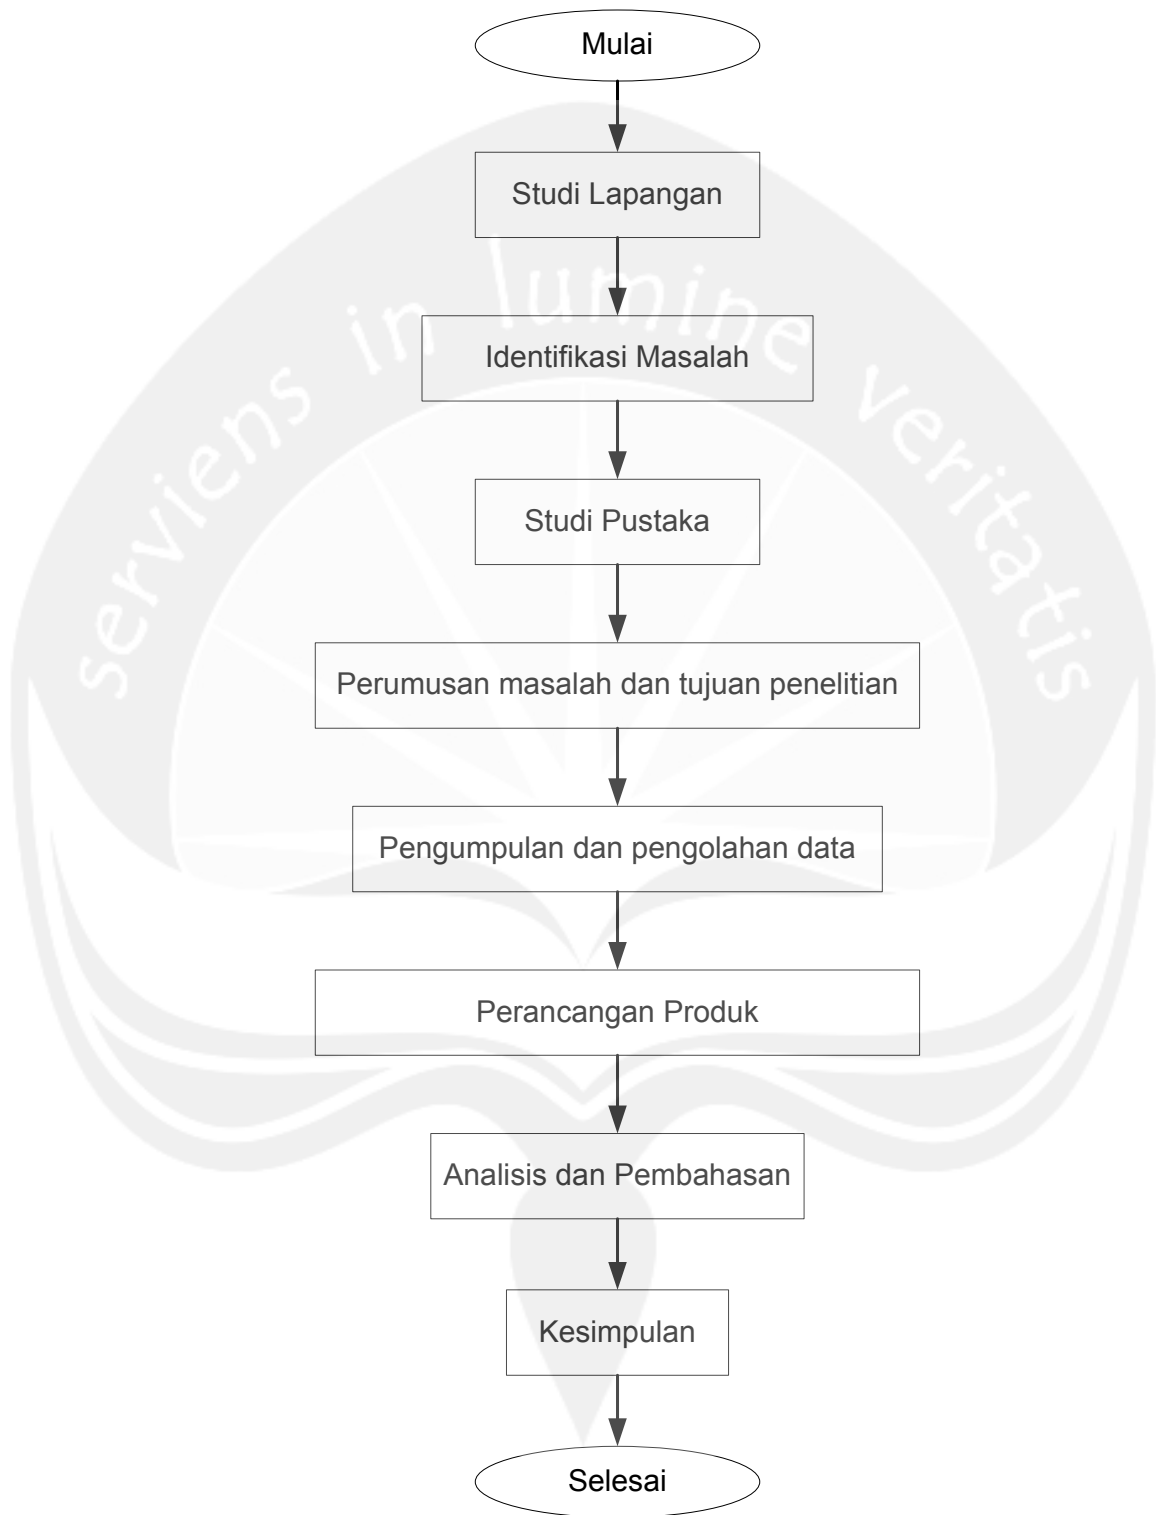 Mulai
Studi Lapangan
serviens in lumine veritatis
Identifikasi Masalah
Studi Pustaka
Perumusan masalah dan tujuan penelitian
Pengumpulan dan pengolahan data
Perancangan Produk
Analisis dan Pembahasan
Kesimpulan
Selesai